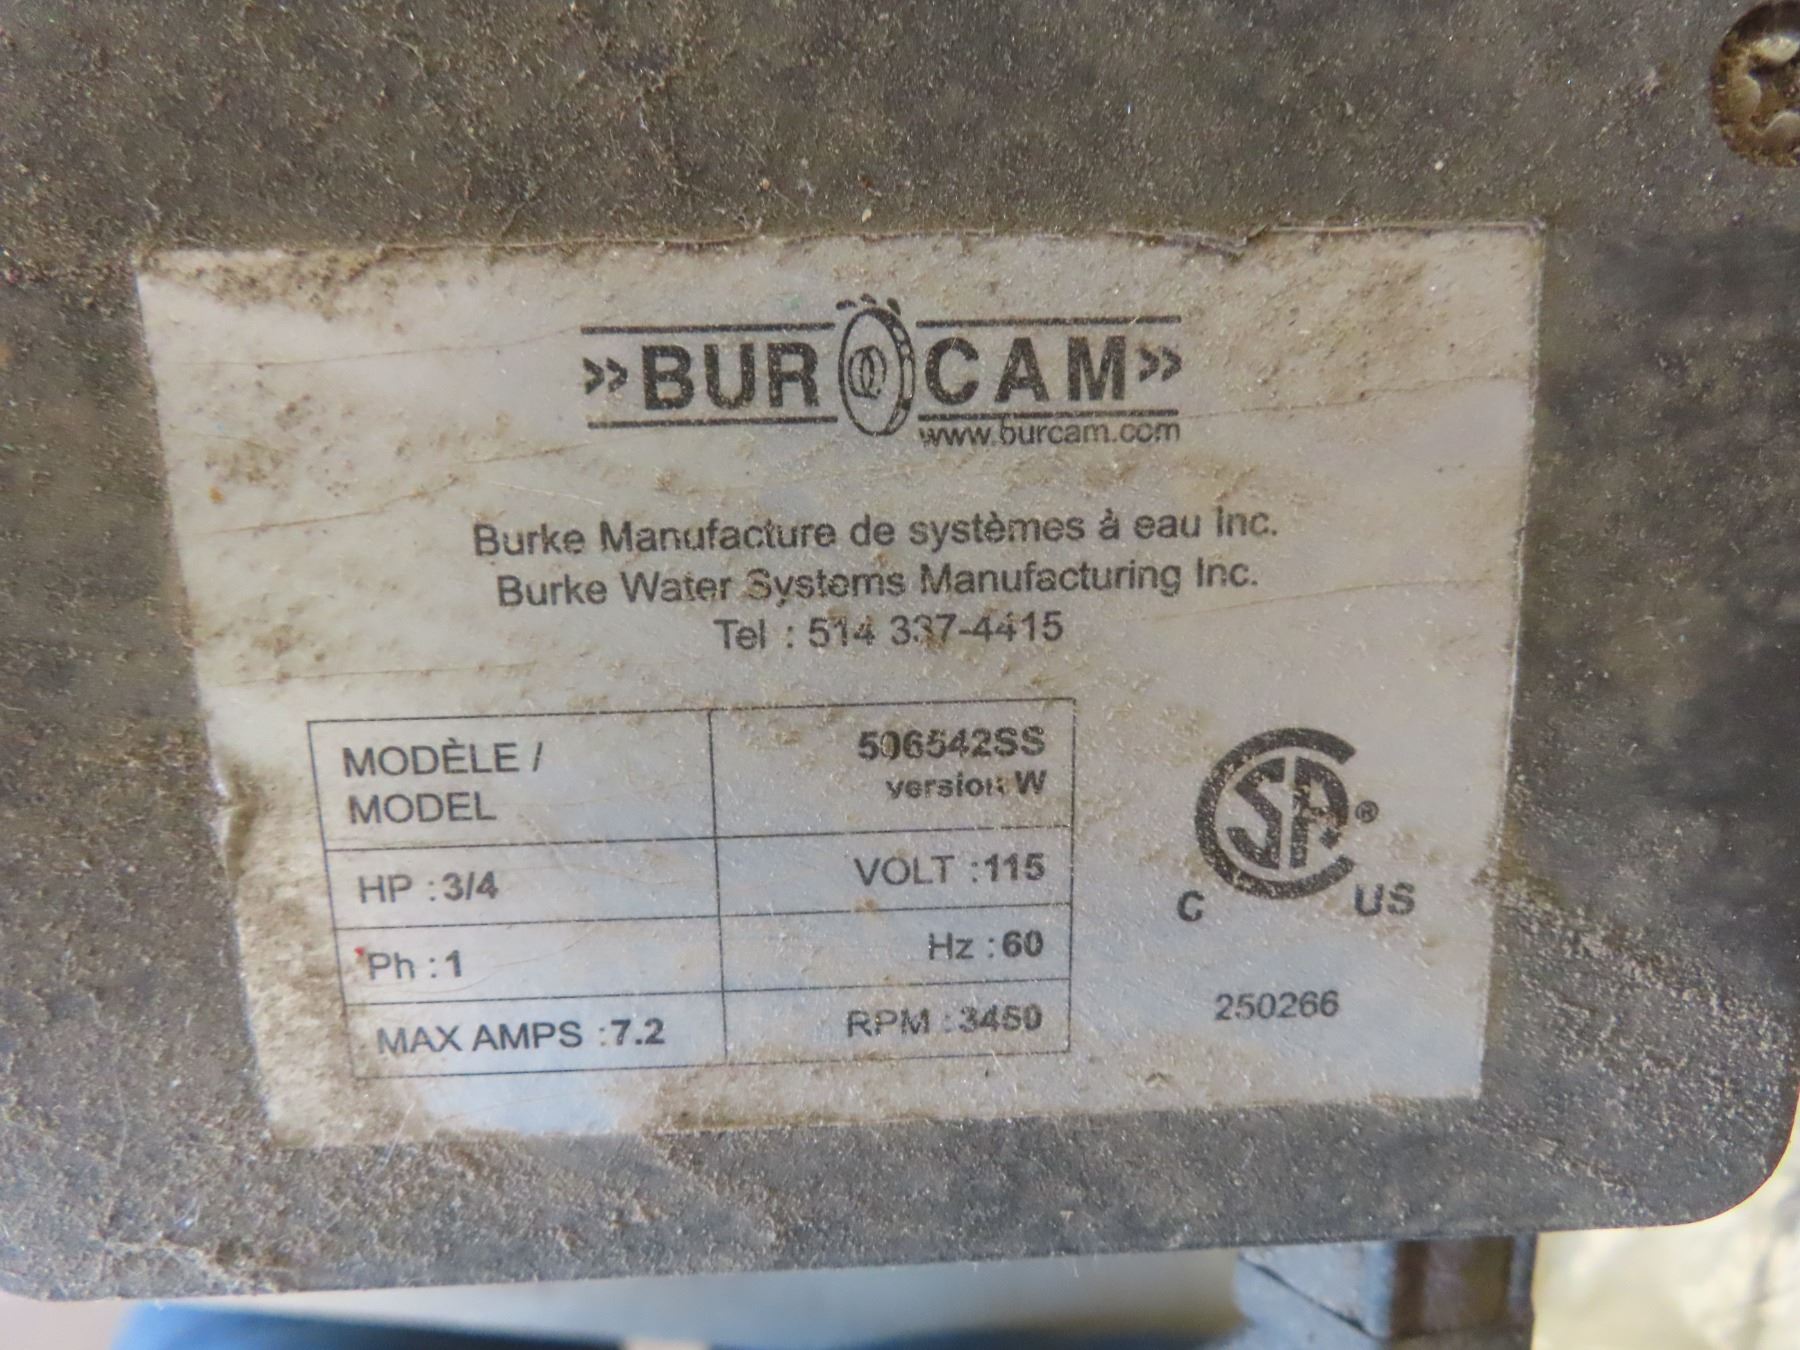 »BUR CAM»
www.burcam.com
Burke Manufacture de systèmes à eau Inc.
Burke Water Systems Manufacturing Inc.
Tel : 514 337-4415
MODÈLE / MODEL
506542SS
version W
HP : 3/4
VOLT : 115
Ph : 1
Hz : 60
MAX AMPS : 7.2
RPM : 3450
CSA®
C US
250266